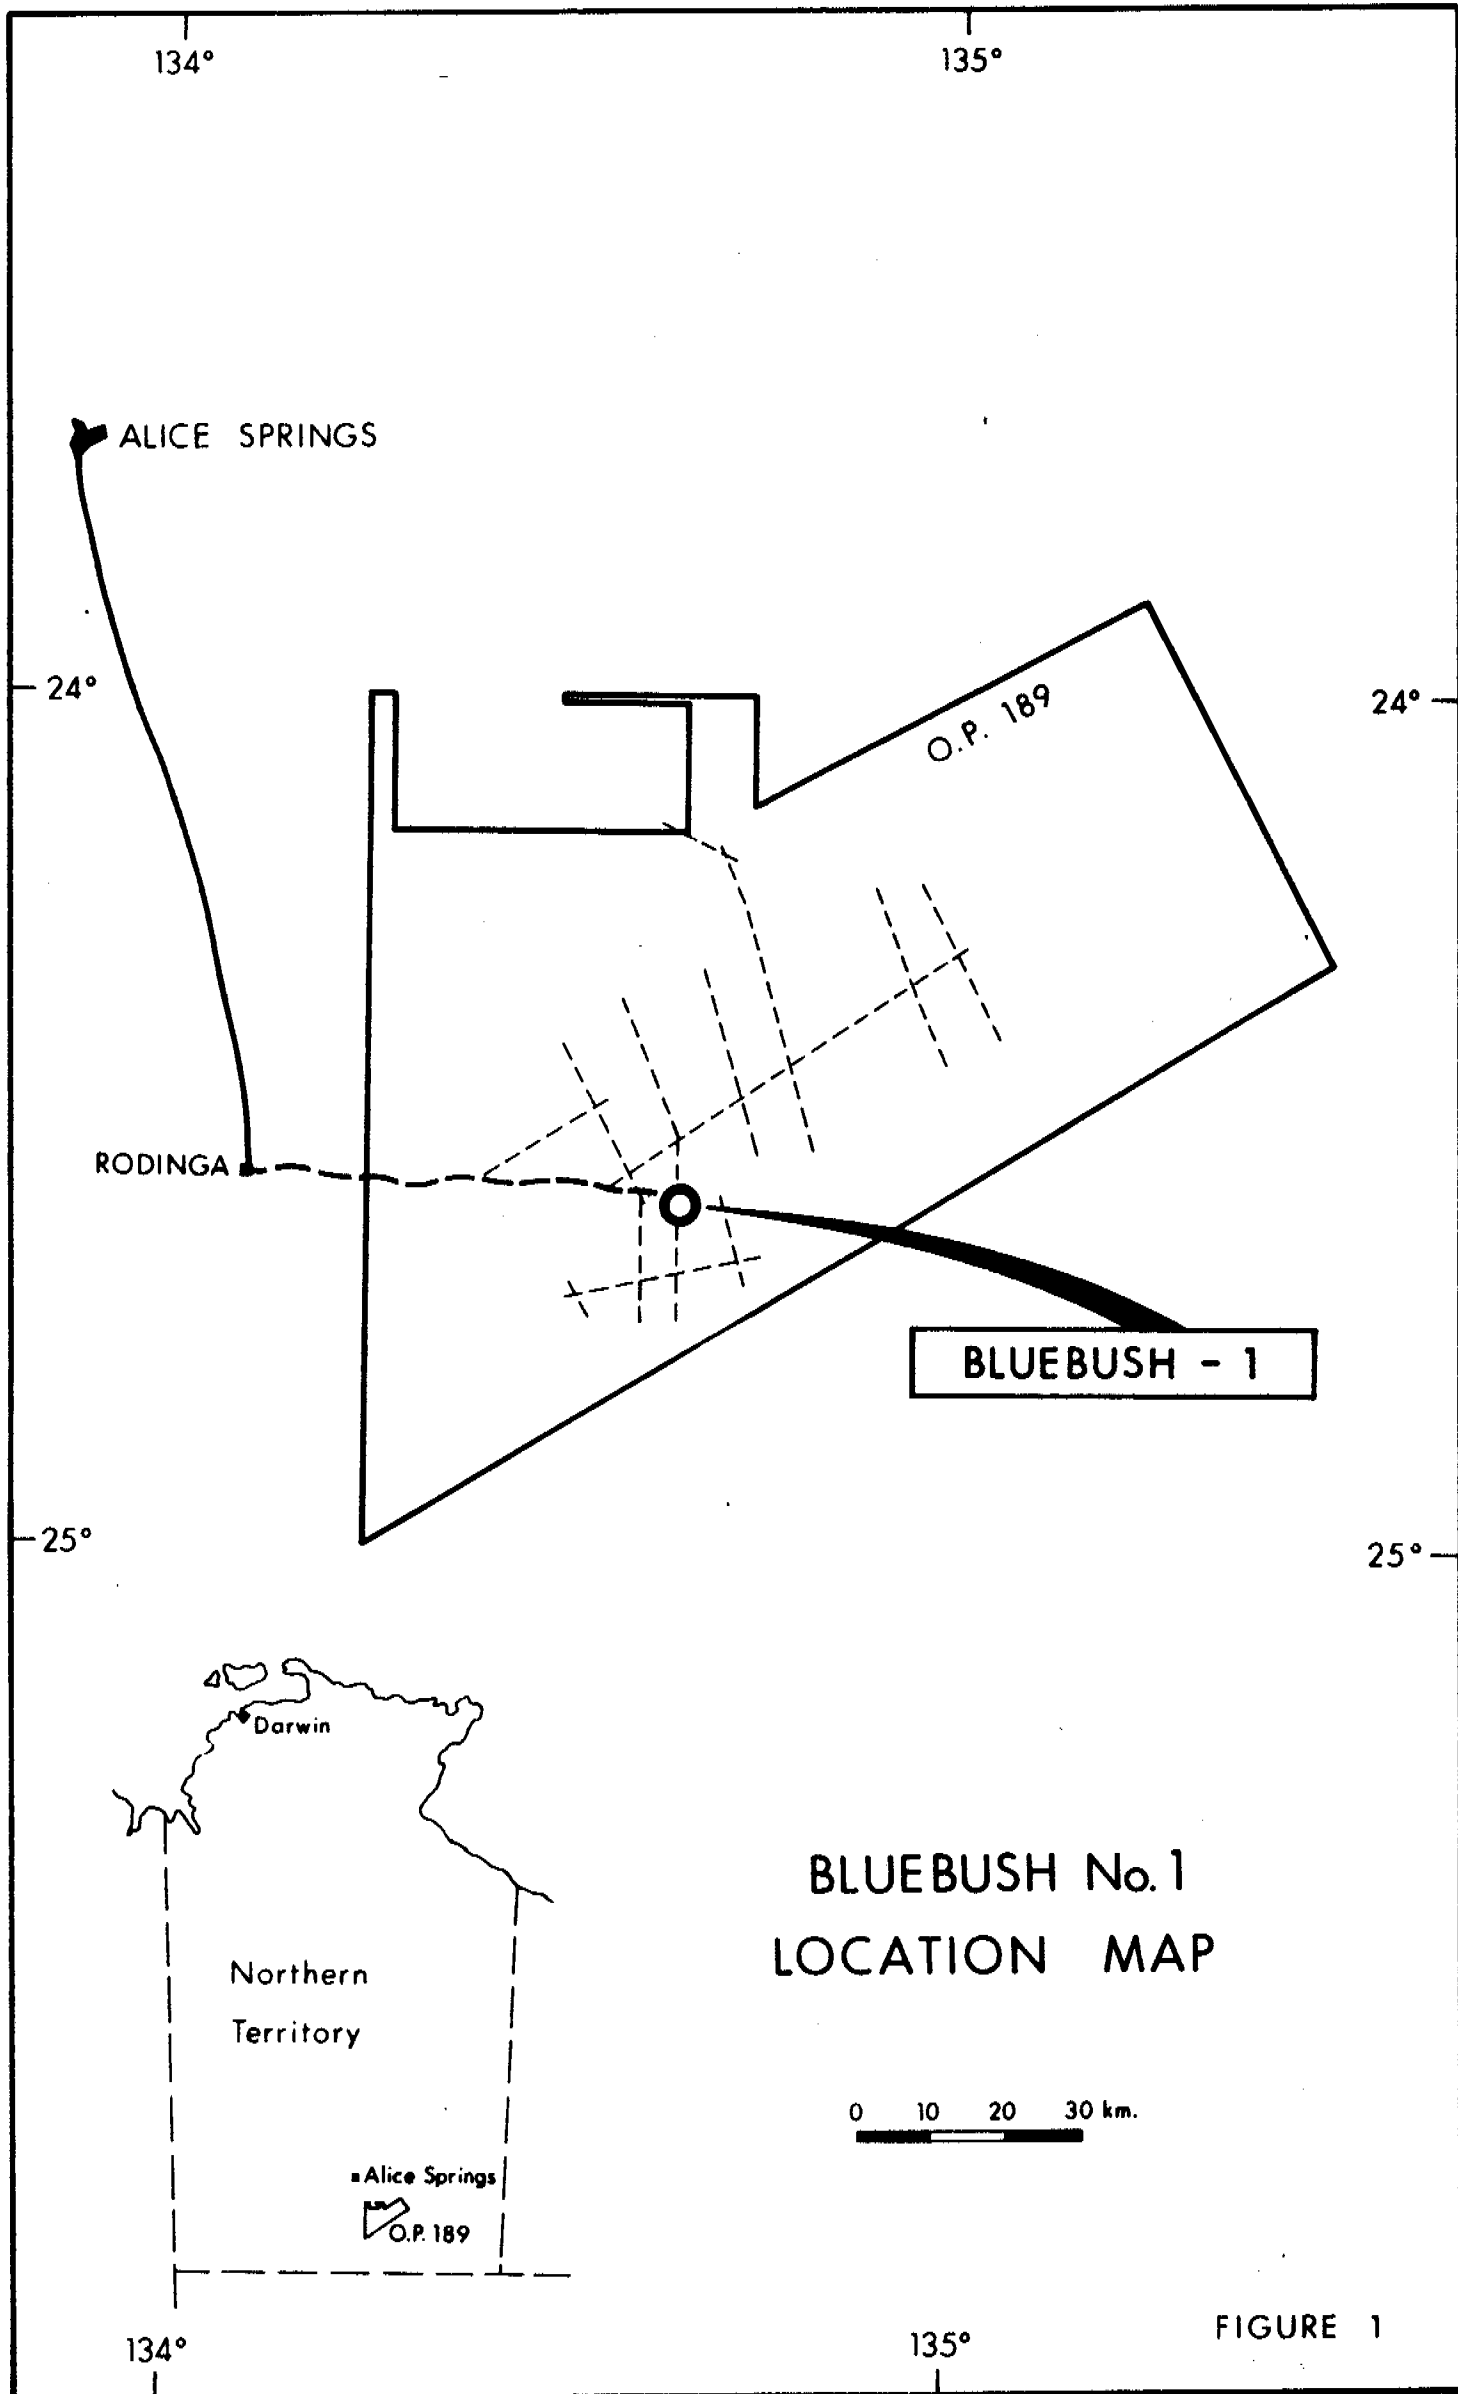 134°
135°
ALICE SPRINGS
24°
24°
O.P. 189
RODINGA
BLUEBUSH - 1
25°
25°
Darwin
BLUEBUSH No. 1
LOCATION MAP
Northern
Territory
0 10 20 30 km.
Alice Springs
O.P. 189
FIGURE 1
134°
135°